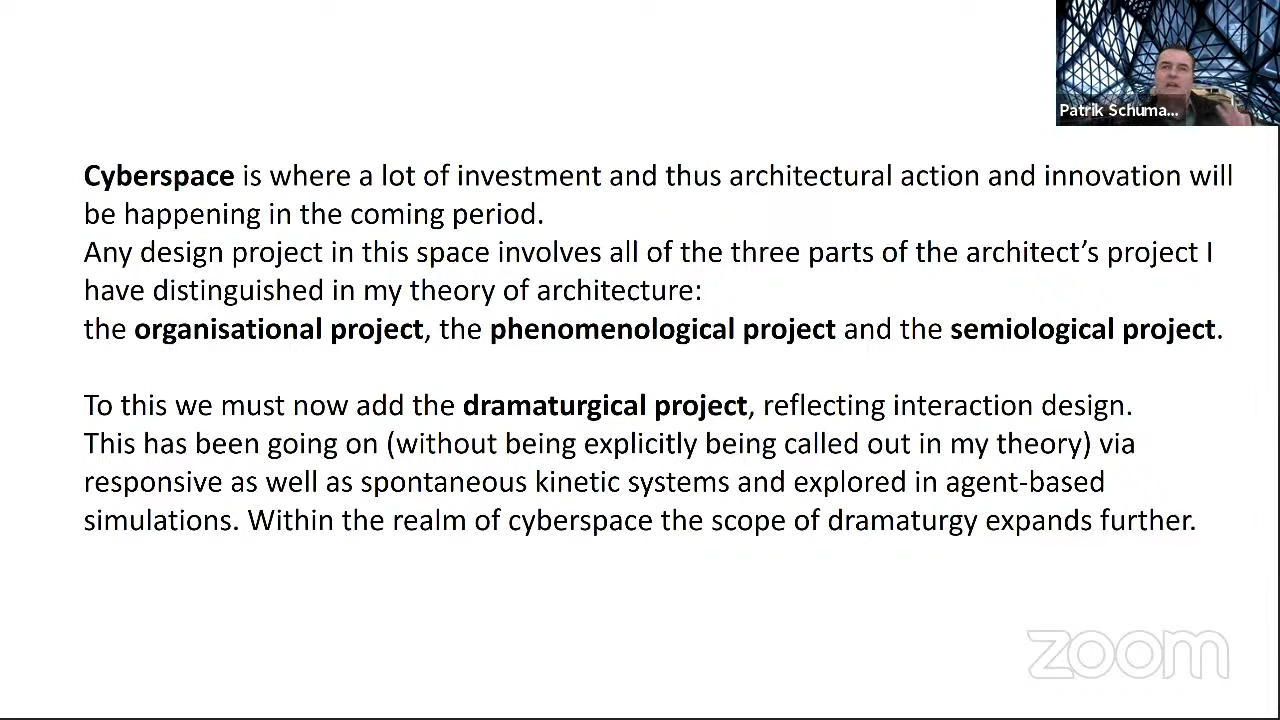 Patrik Schuma...
Cyberspace is where a lot of investment and thus architectural action and innovation will
be happening in the coming period.
Any design project in this space involves all of the three parts of the architect’s project I
have distinguished in my theory of architecture:
the organisational project, the phenomenological project and the semiological project.
To this we must now add the dramaturgical project, reflecting interaction design.
This has been going on (without being explicitly being called out in my theory) via
responsive as well as spontaneous kinetic systems and explored in agent-based
simulations. Within the realm of cyberspace the scope of dramaturgy expands further.
zoom